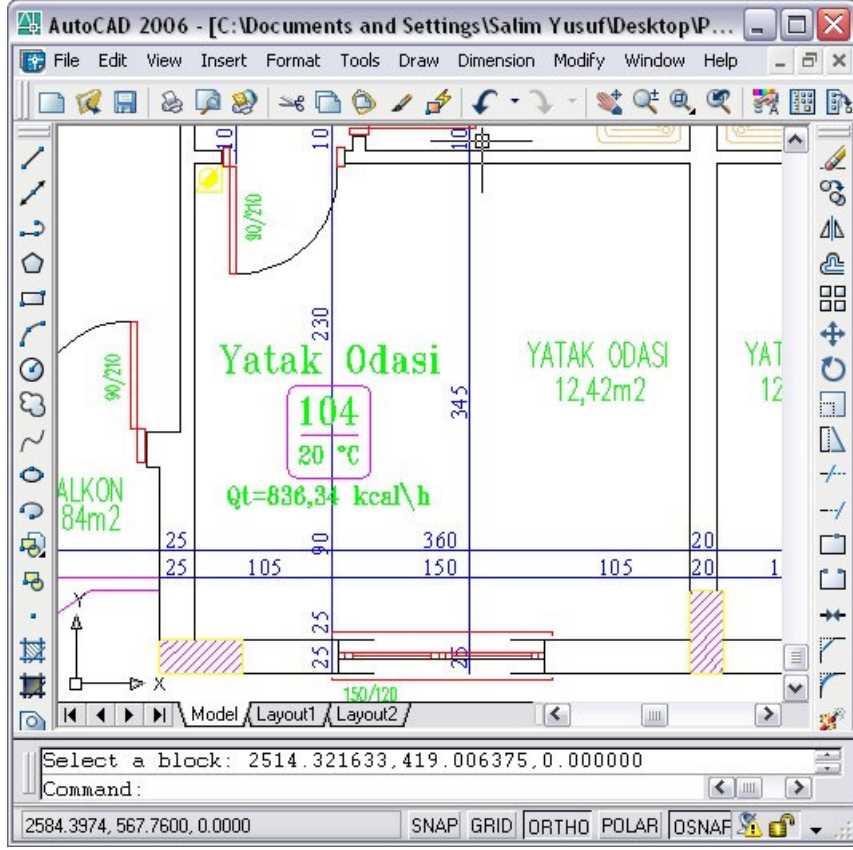 AutoCAD 2006 - [C:\Documents and Settings\Salim Yusuf\Desktop\P...
File Edit View Insert Format Tools Draw Dimension Modify Window Help
10 10 10
90/210
230
Yatak Odasi
YATAK ODASI
YAT
90/210
12,42m2
12
345
104
20 °C
ALKON
84m2
Qt=836,34 kcal\h
25 90 360 20
25 105 150 105 20 1
Y
25
25 25
X
150/120
Model Layout1 Layout2
Select a block: 2514.321633,419.006375,0.000000
Command:
2584.3974, 567.7600, 0.0000 SNAP GRID ORTHO POLAR OSNAP